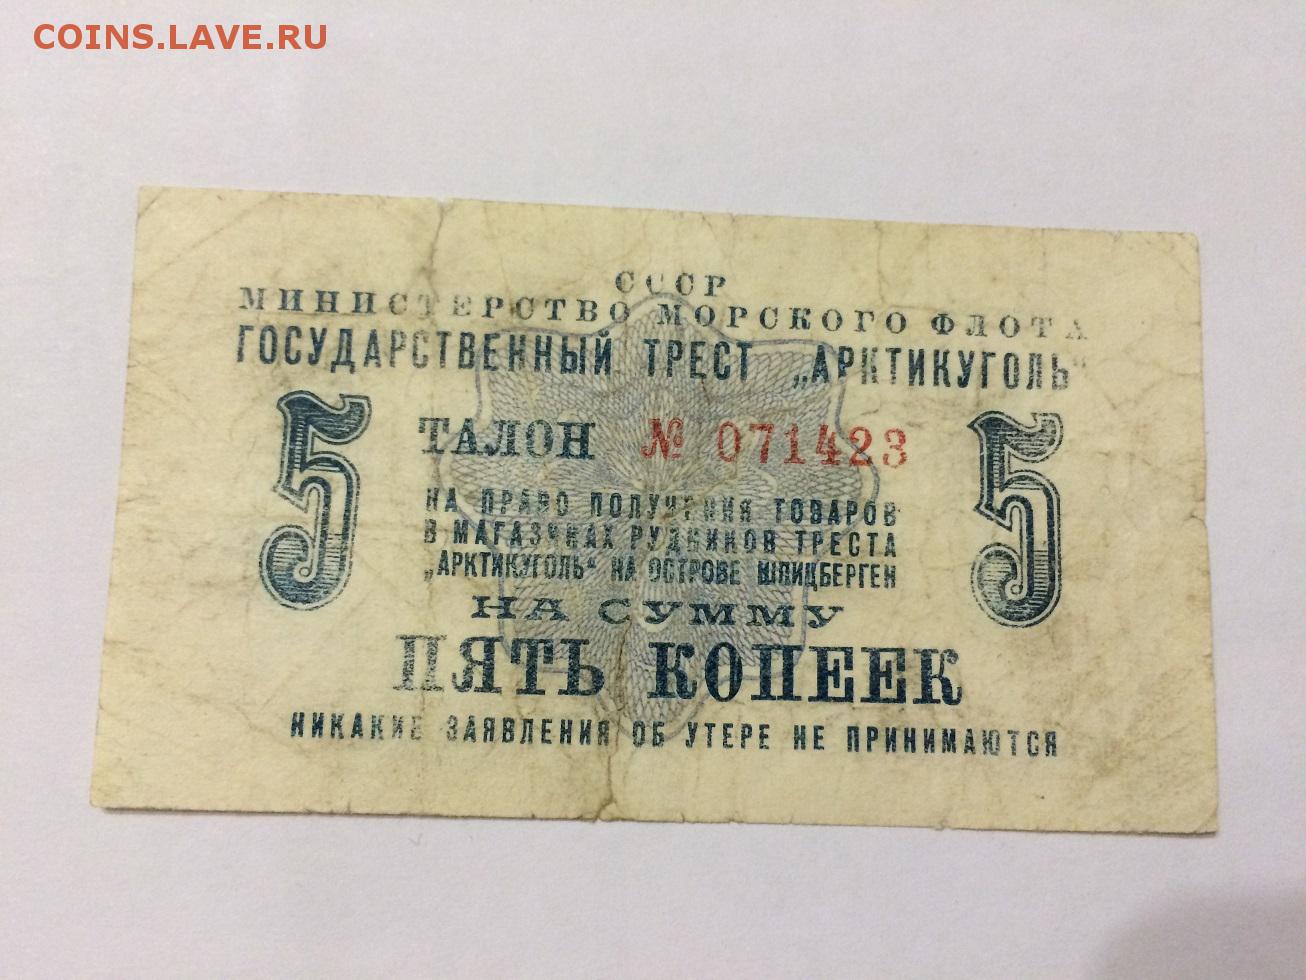 COINS.LAVE.RU
СССР
МИНИСТЕРСТВО МОРСКОГО ФЛОТА
ГОСУДАРСТВЕННЫЙ ТРЕСТ „АРКТИКУГОЛЬ"
5 ТАЛОН № 071423 5
НА ПРАВО ПОЛУЧЕНИЯ ТОВАРОВ
В МАГАЗИНАХ РУДНИКОВ ТРЕСТА
„АРКТИКУГОЛЬ" НА ОСТРОВЕ ШПИЦБЕРГЕН
НА СУММУ
ПЯТЬ КОПЕЕК
НИКАКИЕ ЗАЯВЛЕНИЯ ОБ УТЕРЕ НЕ ПРИНИМАЮТСЯ